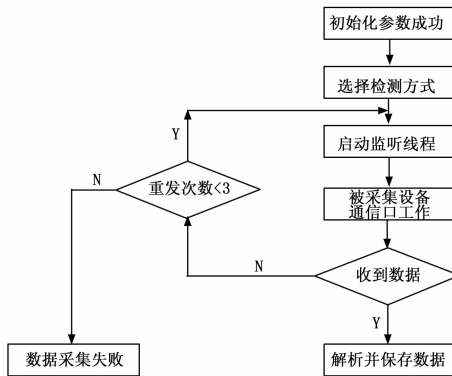 初始化参数成功
选择检测方式
Y
启动监听线程
N
重发次数<3
被采集设备
通信口工作
N
收到数据
Y
数据采集失败
解析并保存数据